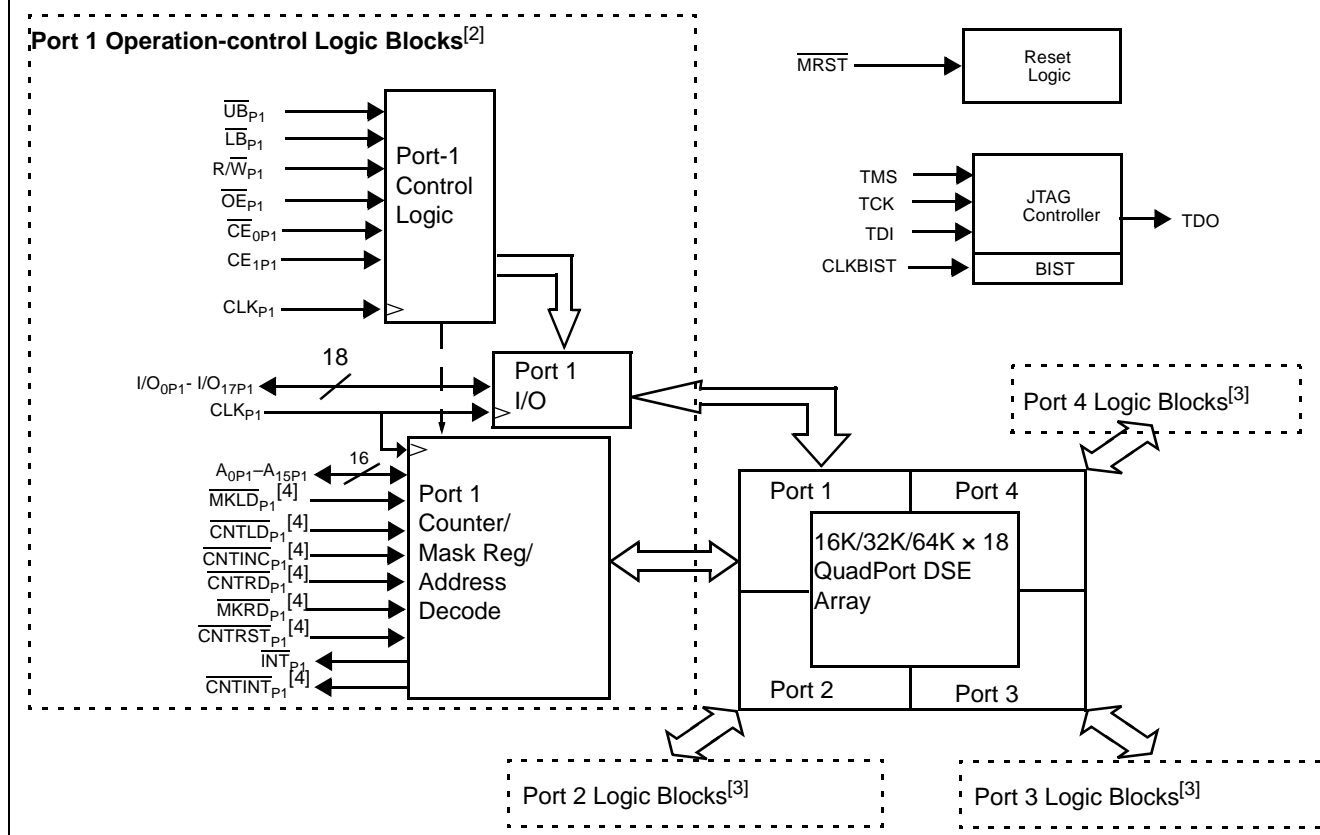 Port 1 Operation-control Logic Blocks[2]
MRST
Reset
Logic
UBP1
LBP1
R/WP1
OEP1
CE0P1
CE1P1
CLKP1
Port-1
Control
Logic
TMS
TCK
TDI
CLKBIST
JTAG
Controller
BIST
TDO
18
I/O0P1- I/O17P1
CLKP1
Port 1
I/O
Port 4 Logic Blocks[3]
16
A0P1–A15P1
MKLDP1[4]
CNTLDP1[4]
CNTINCP1[4]
CNTRDP1[4]
MKRDP1[4]
CNTRSTP1[4]
INTP1
CNTINTP1[4]
Port 1
Counter/
Mask Reg/
Address
Decode
Port 1
Port 4
16K/32K/64K × 18
QuadPort DSE
Array
Port 2
Port 3
Port 2 Logic Blocks[3]
Port 3 Logic Blocks[3]